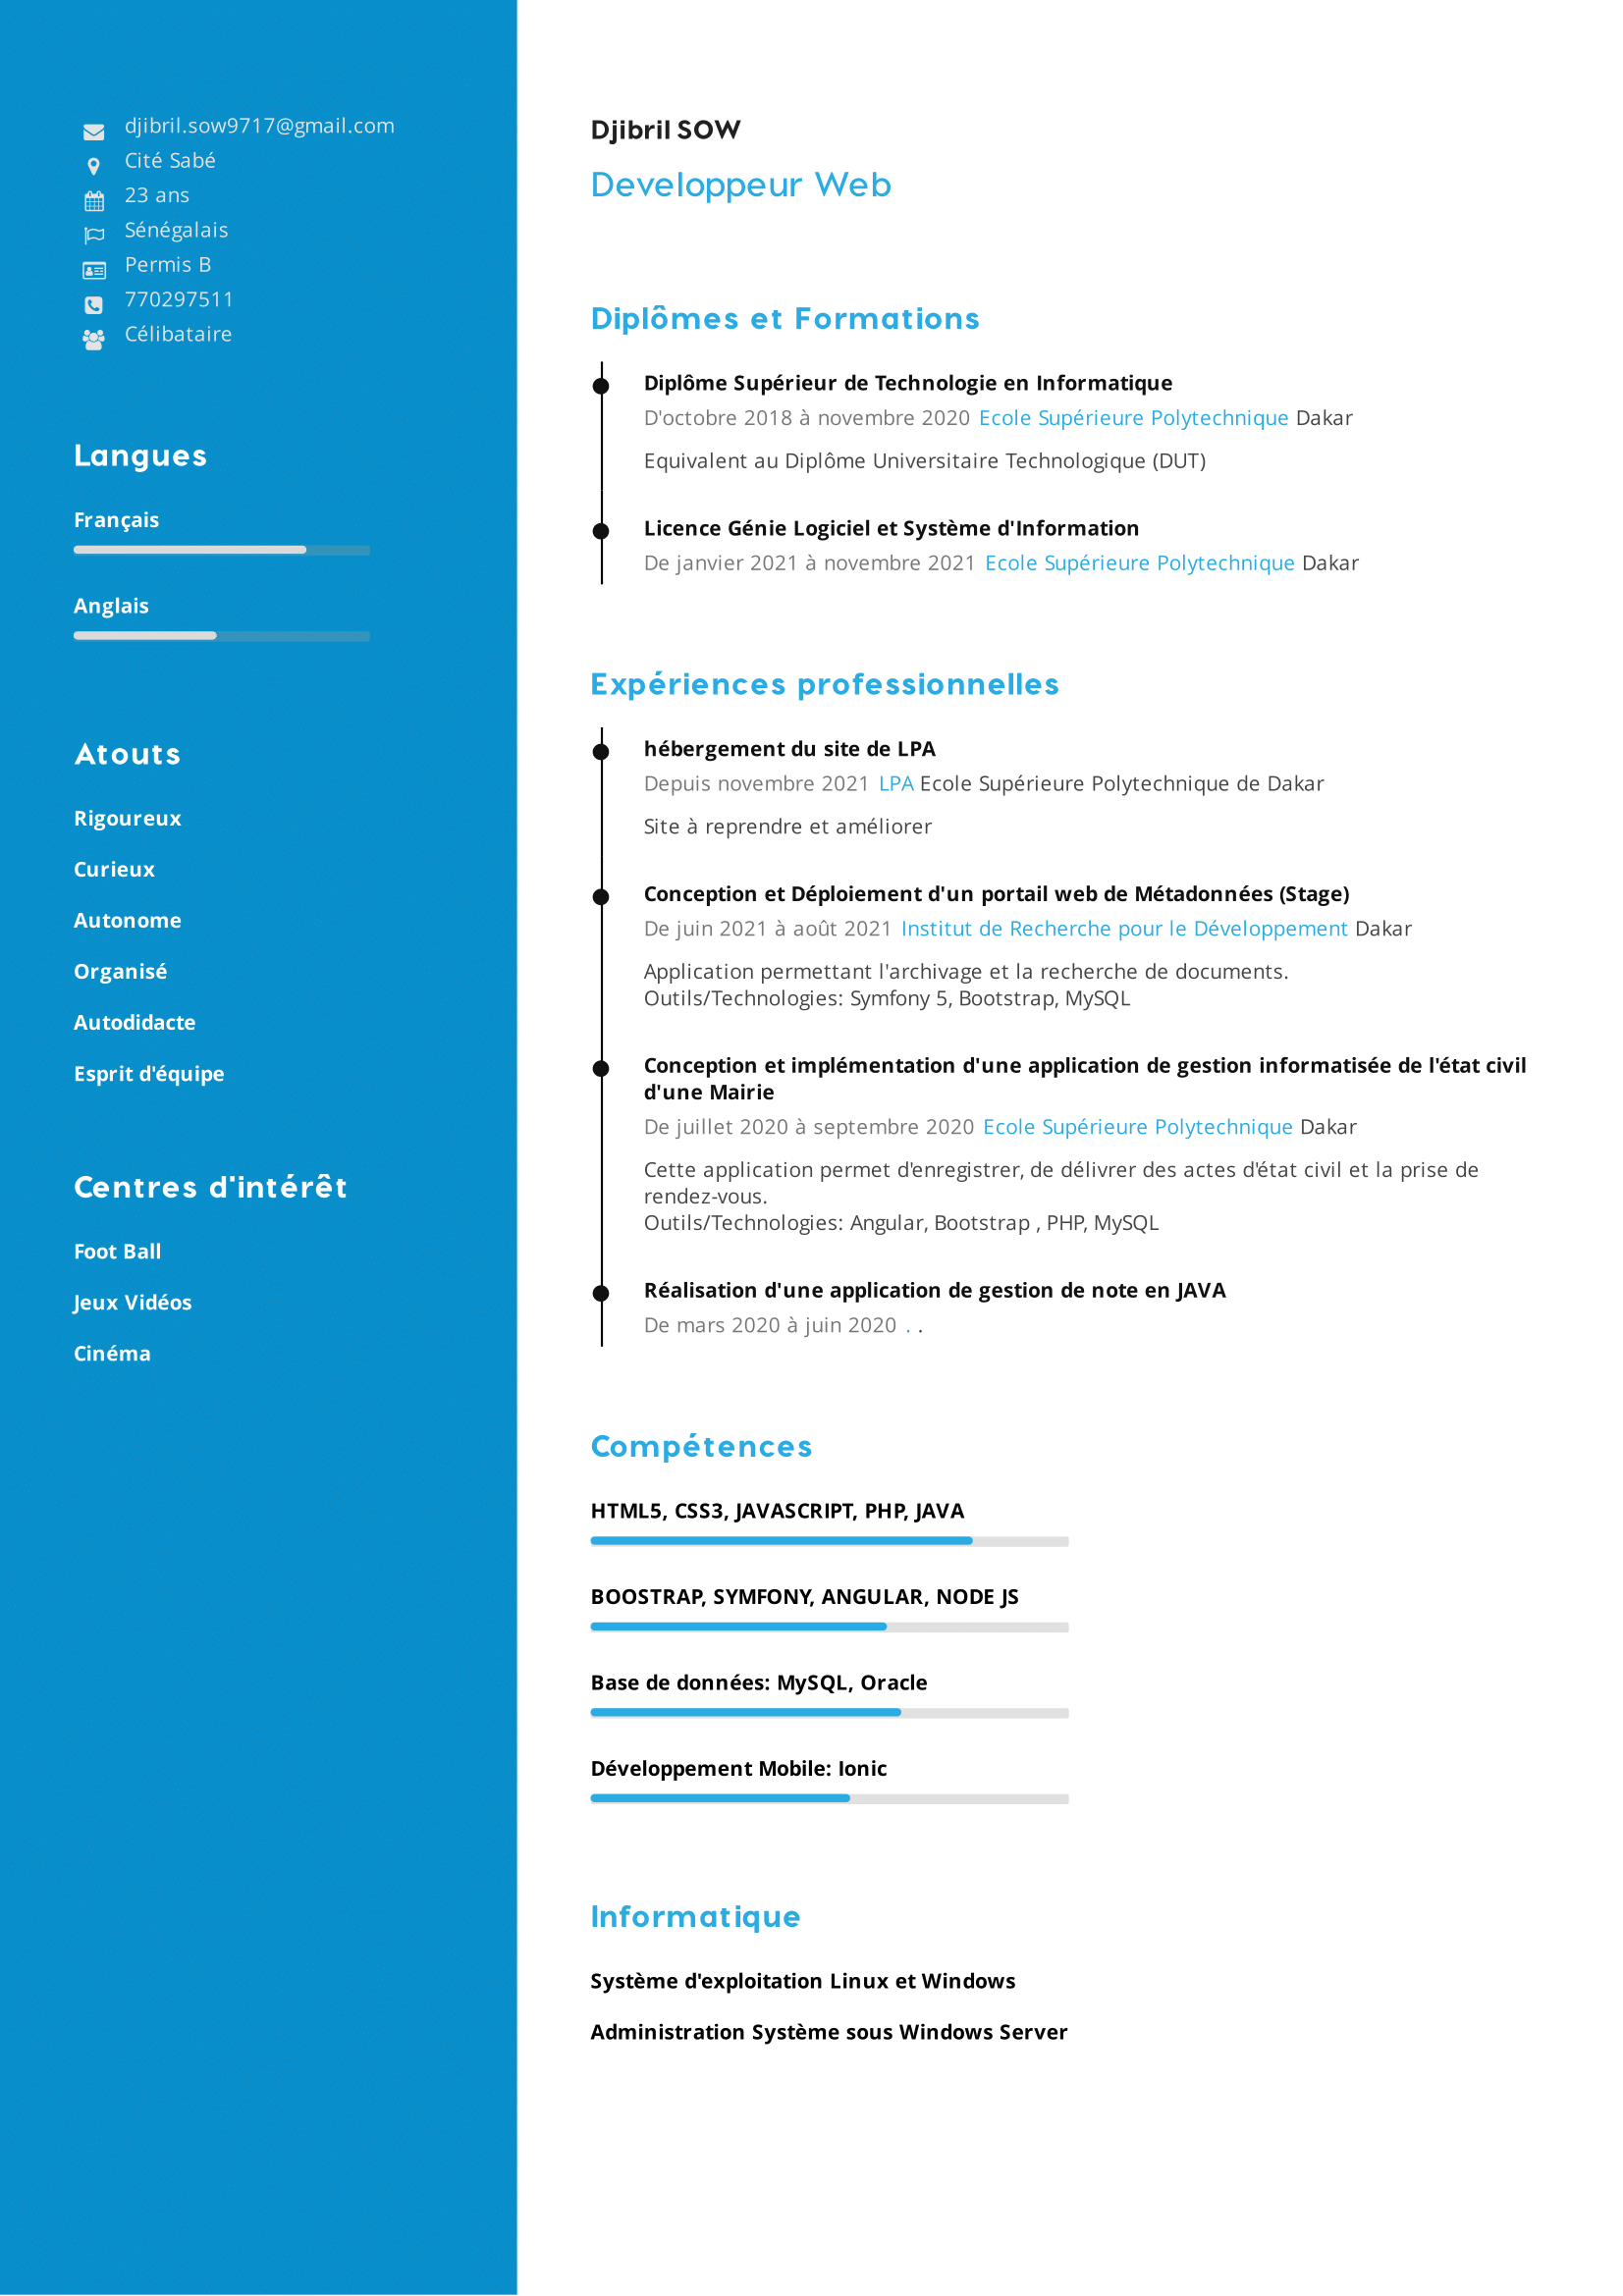 djibril.sow9717@gmail.com
Cité Sabé
23 ans
Sénégalais
Permis B
770297511
Célibataire
Langues
Français
Anglais
Atouts
Rigoureux
Curieux
Autonome
Organisé
Autodidacte
Esprit d'équipe
Centres d'intérêt
Foot Ball
Jeux Vidéos
Cinéma
Djibril SOW
Developpeur Web
Diplômes et Formations
Diplôme Supérieur de Technologie en Informatique
D'octobre 2018 à novembre 2020 Ecole Supérieure Polytechnique Dakar
Equivalent au Diplôme Universitaire Technologique (DUT)
Licence Génie Logiciel et Système d'Information
De janvier 2021 à novembre 2021 Ecole Supérieure Polytechnique Dakar
Expériences professionnelles
hébergement du site de LPA
Depuis novembre 2021 LPA Ecole Supérieure Polytechnique de Dakar
Site à reprendre et améliorer
Conception et Déploiement d'un portail web de Métadonnées (Stage)
De juin 2021 à août 2021 Institut de Recherche pour le Développement Dakar
Application permettant l'archivage et la recherche de documents.
Outils/Technologies: Symfony 5, Bootstrap, MySQL
Conception et implémentation d'une application de gestion informatisée de l'état civil
d'une Mairie
De juillet 2020 à septembre 2020 Ecole Supérieure Polytechnique Dakar
Cette application permet d'enregistrer, de délivrer des actes d'état civil et la prise de
rendez-vous.
Outils/Technologies: Angular, Bootstrap , PHP, MySQL
Réalisation d'une application de gestion de note en JAVA
De mars 2020 à juin 2020 . .
Compétences
HTML5, CSS3, JAVASCRIPT, PHP, JAVA
BOOSTRAP, SYMFONY, ANGULAR, NODE JS
Base de données: MySQL, Oracle
Développement Mobile: Ionic
Informatique
Système d'exploitation Linux et Windows
Administration Système sous Windows Server